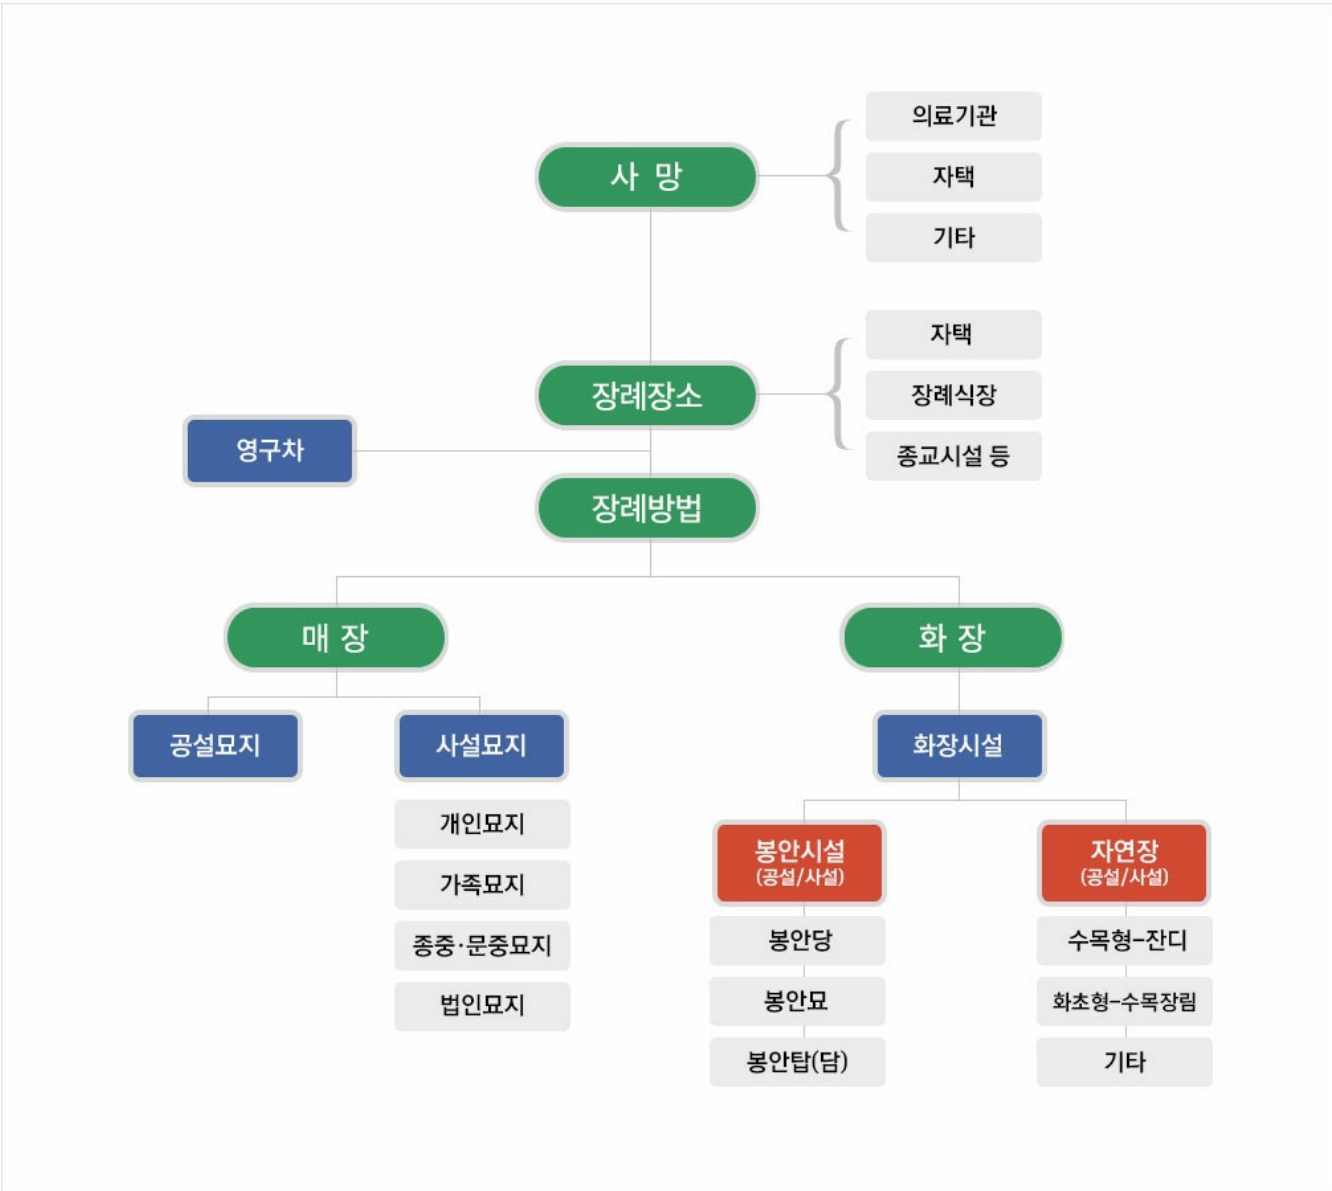 사 망
의료기관
자택
기타
장례장소
자택
장례식장
종교시설 등
영구차
장례방법
매 장
화 장
공설묘지
사설묘지
개인묘지
가족묘지
종중·문중묘지
법인묘지
화장시설
봉안시설
(공설/사설)
봉안당
봉안묘
봉안탑(담)
자연장
(공설/사설)
수목형-잔디
화초형-수목장림
기타